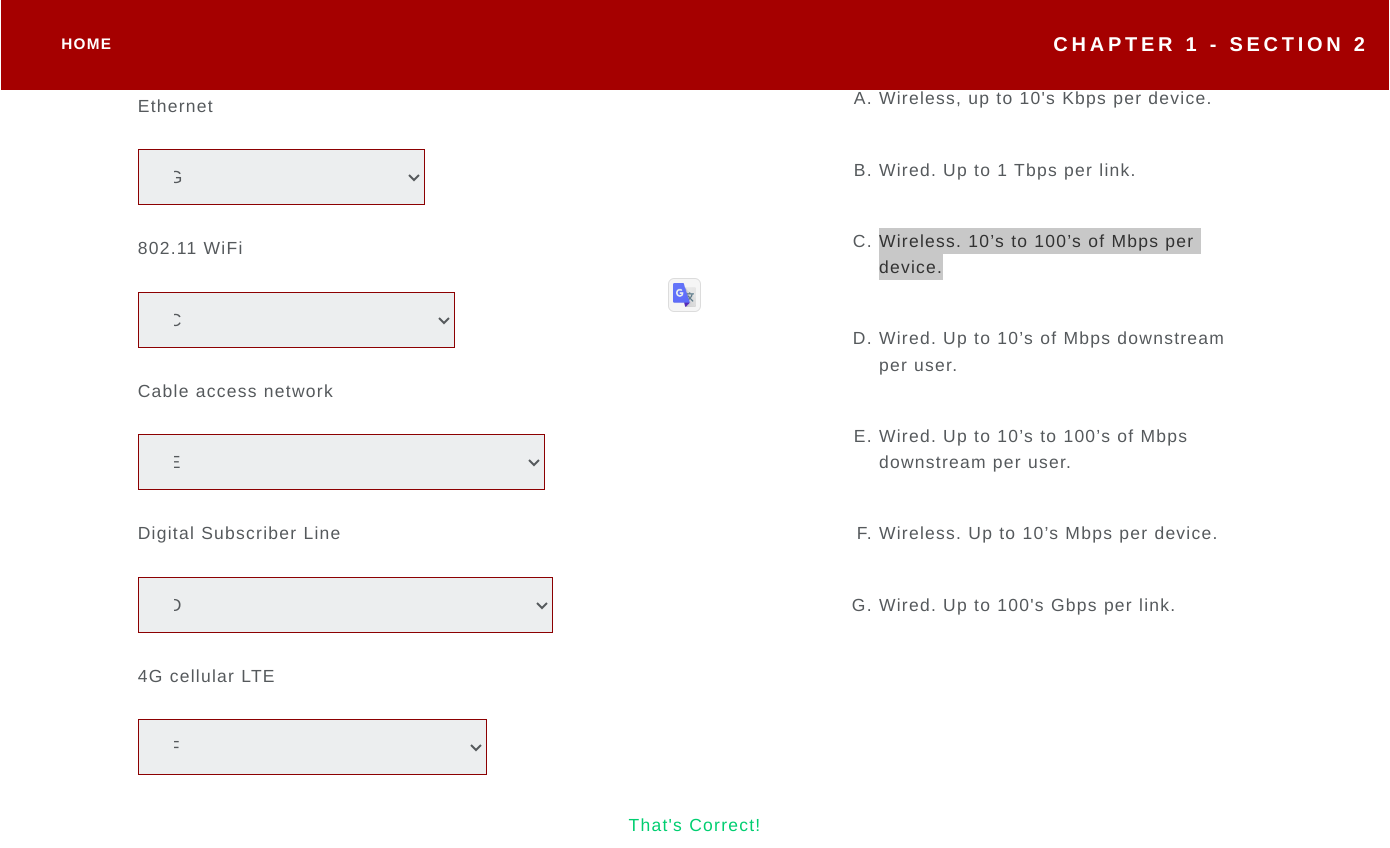 HOME
CHAPTER 1 - SECTION 2
Ethernet
G
802.11 WiFi
C
Cable access network
E
Digital Subscriber Line
D
4G cellular LTE
F
A. Wireless, up to 10's Kbps per device.
B. Wired. Up to 1 Tbps per link.
C. Wireless. 10’s to 100’s of Mbps per
device.
D. Wired. Up to 10’s of Mbps downstream
per user.
E. Wired. Up to 10’s to 100’s of Mbps
downstream per user.
F. Wireless. Up to 10’s Mbps per device.
G. Wired. Up to 100's Gbps per link.
That's Correct!